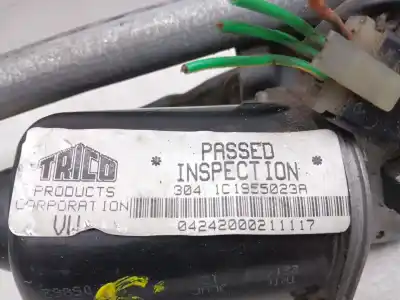 TRICO
PRODUCTS
CORPORATION
VW
* PASSED *
INSPECTION
304 1C1955023A
04242000211117